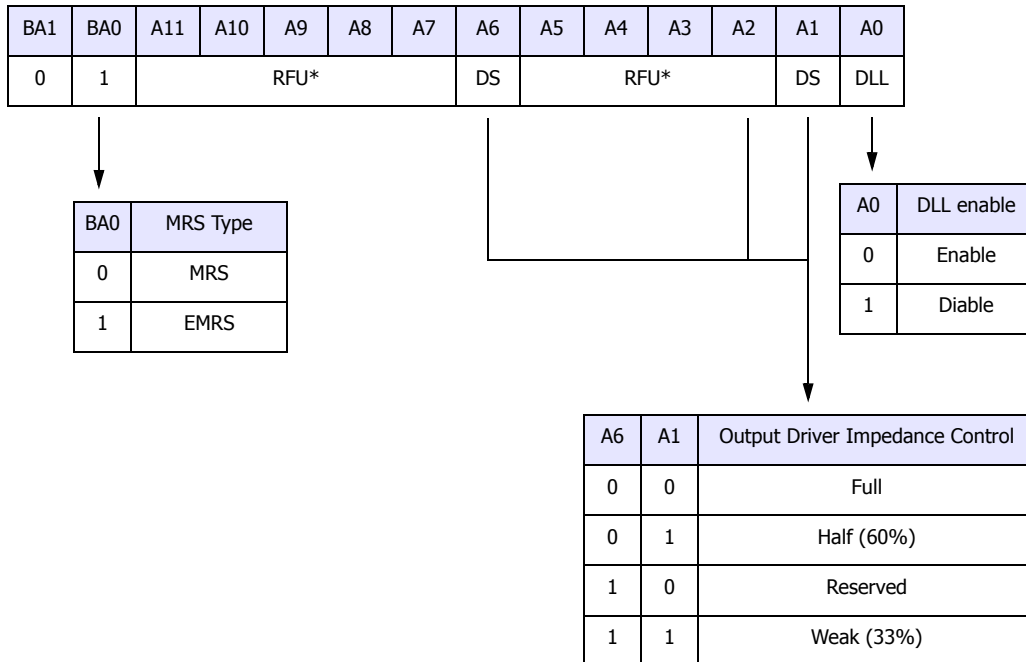 BA1 BA0 A11 A10 A9 A8 A7 A6 A5 A4 A3 A2 A1 A0
0 1 RFU* DS RFU* DS DLL
BA0 MRS Type
0 MRS
1 EMRS
A0 DLL enable
0 Enable
1 Diable
A6 A1 Output Driver Impedance Control
0 0 Full
0 1 Half (60%)
1 0 Reserved
1 1 Weak (33%)